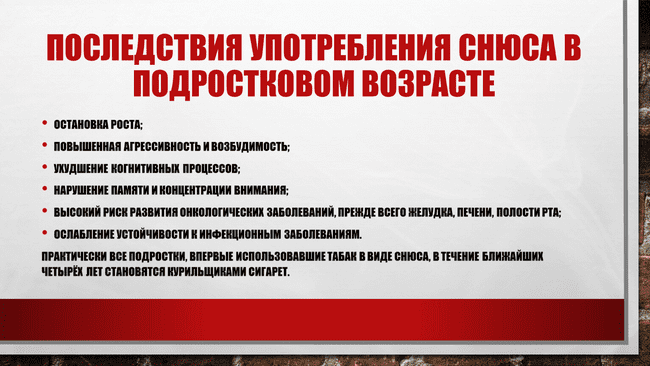 ПОСЛЕДСТВИЯ УПОТРЕБЛЕНИЯ СНЮСА В
ПОДРОСТКОВОМ ВОЗРАСТЕ
• ОСТАНОВКА РОСТА;
• ПОВЫШЕННАЯ АГРЕССИВНОСТЬ И ВОЗБУДИМОСТЬ;
• УХУДШЕНИЕ КОГНИТИВНЫХ ПРОЦЕССОВ;
• НАРУШЕНИЕ ПАМЯТИ И КОНЦЕНТРАЦИИ ВНИМАНИЯ;
• ВЫСОКИЙ РИСК РАЗВИТИЯ ОНКОЛОГИЧЕСКИХ ЗАБОЛЕВАНИЙ, ПРЕЖДЕ ВСЕГО ЖЕЛУДКА, ПЕЧЕНИ, ПОЛОСТИ РТА;
• ОСЛАБЛЕНИЕ УСТОЙЧИВОСТИ К ИНФЕКЦИОННЫМ ЗАБОЛЕВАНИЯМ.
ПРАКТИЧЕСКИ ВСЕ ПОДРОСТКИ, ВПЕРВЫЕ ИСПОЛЬЗОВАВШИЕ ТАБАК В ВИДЕ СНЮСА, В ТЕЧЕНИЕ БЛИЖАЙШИХ
ЧЕТЫРЁХ ЛЕТ СТАНОВЯТСЯ КУРИЛЬЩИКАМИ СИГАРЕТ.